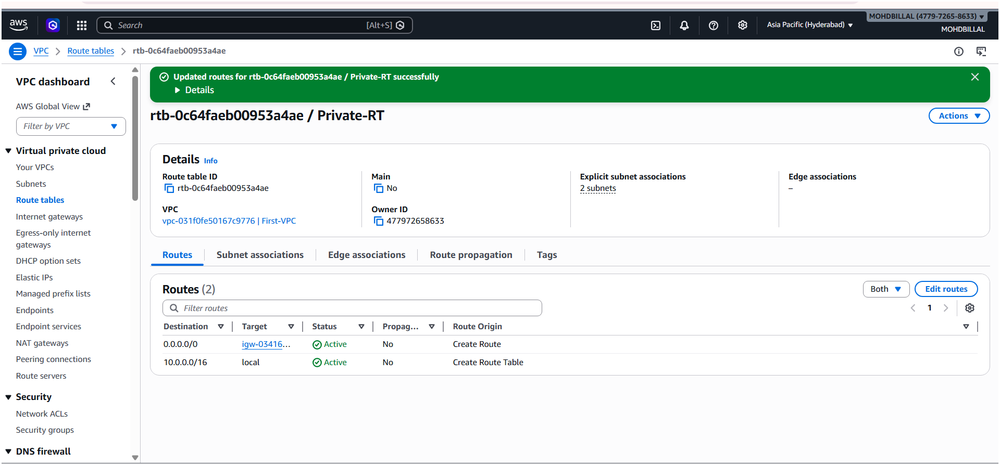 aws
Search
[Alt+S]
Asia Pacific (Hyderabad)
MOHDBILLAL (4779-7265-8633)
MOHDBILLAL
VPC
Route tables
rtb-0c64faeb00953a4ae
VPC dashboard
AWS Global View
Filter by VPC
Virtual private cloud
Your VPCs
Subnets
Route tables
Internet gateways
Egress-only internet
gateways
DHCP option sets
Elastic IPs
Managed prefix lists
Endpoints
Endpoint services
NAT gateways
Peering connections
Route servers
Security
Network ACLs
Security groups
DNS firewall
Updated routes for rtb-0c64faeb00953a4ae / Private-RT successfully
Details
rtb-0c64faeb00953a4ae / Private-RT
Actions
Details Info
Route table ID
rtb-0c64faeb00953a4ae
Main
No
Explicit subnet associations
2 subnets
Edge associations
–
VPC
vpc-031f0fe50167c9776 | First-VPC
Owner ID
477972658633
Routes
Subnet associations
Edge associations
Route propagation
Tags
Routes (2)
Both
Edit routes
Filter routes
1
Destination Target Status Propag... Route Origin
0.0.0.0/0 igw-03416... Active No Create Route
10.0.0.0/16 local Active No Create Route Table